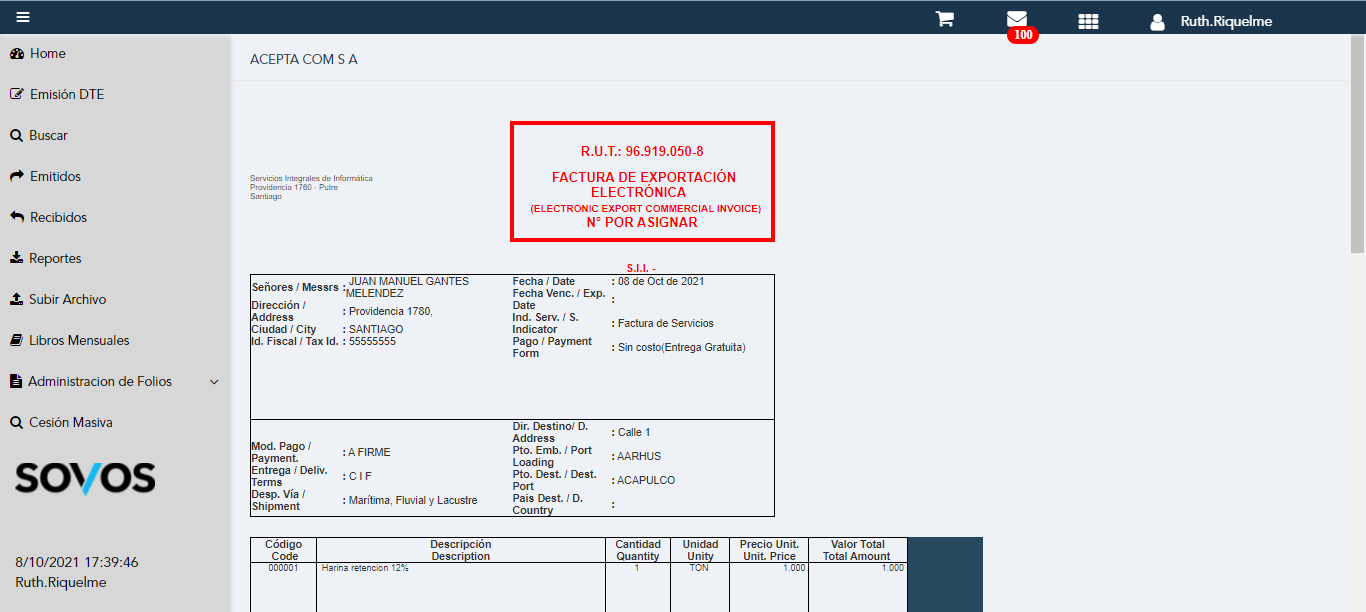 Ruth.Riquelme
100
Home
Emisión DTE
Buscar
Emitidos
Recibidos
Reportes
Subir Archivo
Libros Mensuales
Administracion de Folios
Cesión Masiva
SOVOS
8/10/2021 17:39:46
Ruth.Riquelme
ACEPTA COM S A
Servicios Integrales de Informática
Providencia 1760 - Putre
Santiago
R.U.T.: 96.919.050-8
FACTURA DE EXPORTACIÓN
ELECTRÓNICA
(ELECTRONIC EXPORT COMMERCIAL INVOICE)
N° POR ASIGNAR
S.I.I. -
Señores / Messrs : JUAN MANUEL GANTES
MELENDEZ
Dirección /
Address : Providencia 1780,
Ciudad / City : SANTIAGO
Id. Fiscal / Tax Id. : 55555555
Fecha / Date : 08 de Oct de 2021
Fecha Venc. / Exp.
Date :
Ind. Serv. / S.
Indicator : Factura de Servicios
Pago / Payment
Form : Sin costo(Entrega Gratuita)
Mod. Pago /
Payment. : A FIRME
Entrega / Deliv.
Terms : C I F
Desp. Vía /
Shipment : Marítima, Fluvial y Lacustre
Dir. Destino/ D.
Address : Calle 1
Pto. Emb. / Port
Loading : AARHUS
Pto. Dest. / Dest.
Port : ACAPULCO
Pais Dest. / D.
Country :
Código Descripción Cantidad Unidad Precio Unit. Valor Total
Code Description Quantity Unity Unit. Price Total Amount
000001 Harina retencion 12% 1 TON 1.000 1.000